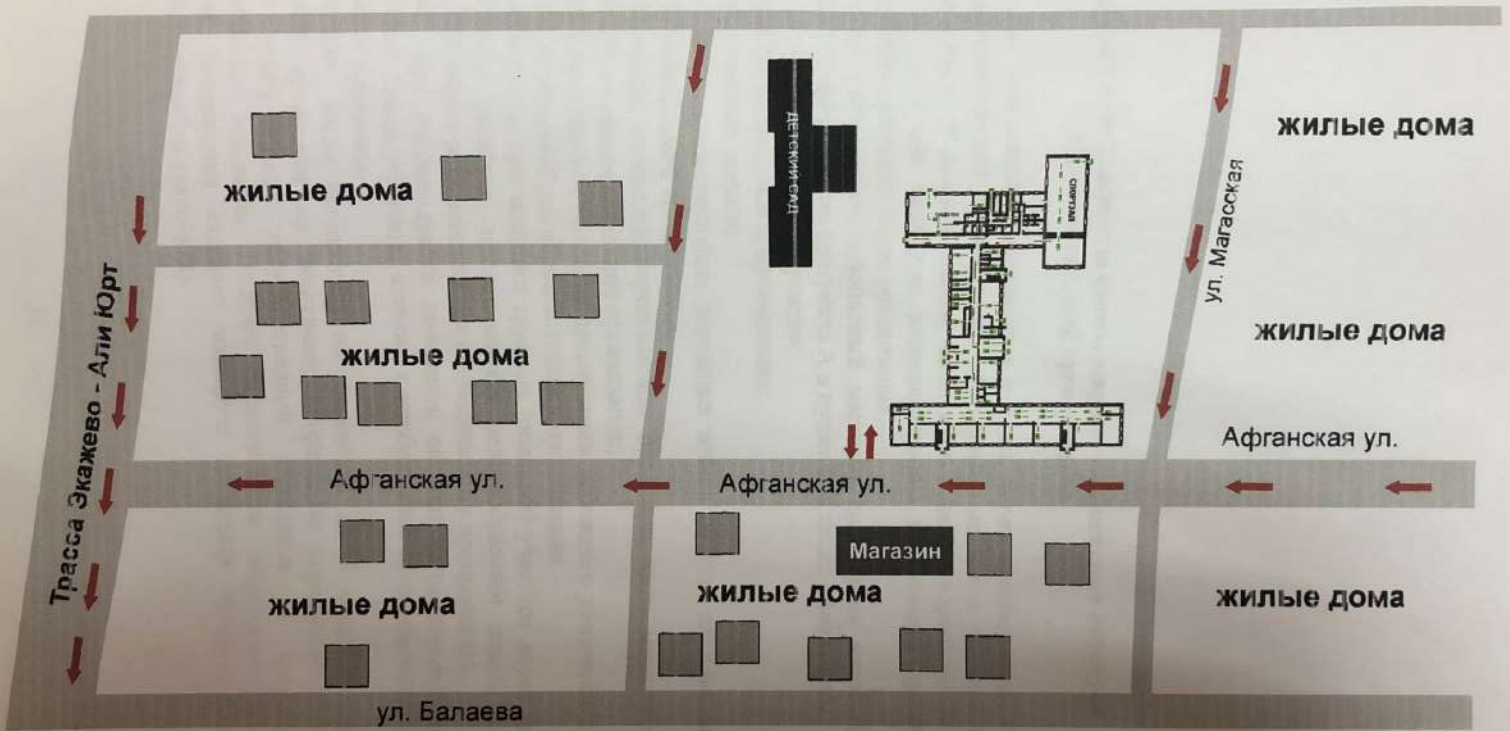 жилые дома
ДЕТСКИЙ САД
СПОРТЗАЛ
ул. Магасская
жилые дома
Трасса Экажево - Али Юрт
жилые дома
жилые дома
Афганская ул.
Афганская ул.
Афганская ул.
Магазин
жилые дома
жилые дома
жилые дома
ул. Балаева